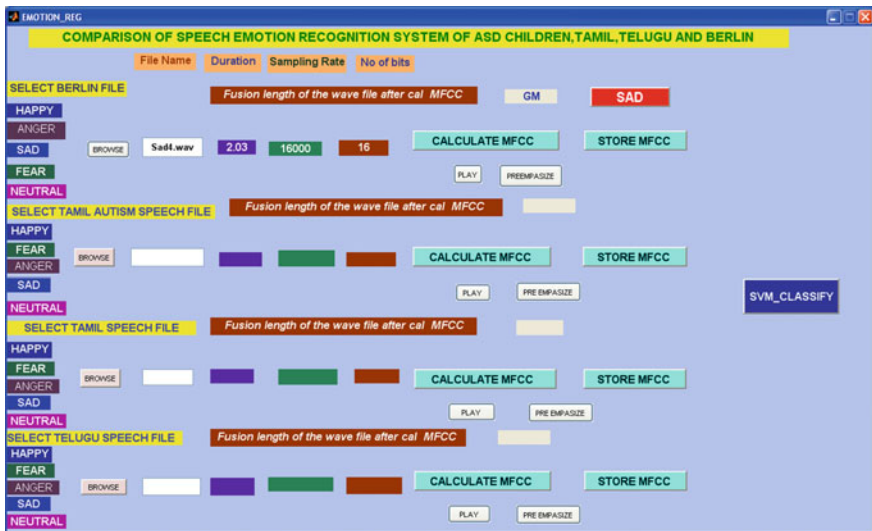 EMOTION_REG
COMPARISON OF SPEECH EMOTION RECOGNITION SYSTEM OF ASD CHILDREN,TAMIL,TELUGU AND BERLIN
File Name Duration Sampling Rate No of bits
SELECT BERLIN FILE
Fusion length of the wave file after cal MFCC GM SAD
HAPPY
ANGER
SAD BROWSE Sad4.wav 2.03 16000 16 CALCULATE MFCC STORE MFCC
FEAR PLAY PREEMPASIZE
NEUTRAL
SELECT TAMIL AUTISM SPEECH FILE Fusion length of the wave file after cal MFCC
HAPPY
FEAR
ANGER BROWSE CALCULATE MFCC STORE MFCC
SAD PLAY PRE EMPASIZE
SVM_CLASSIFY
NEUTRAL
SELECT TAMIL SPEECH FILE Fusion length of the wave file after cal MFCC
HAPPY
FEAR
ANGER BROWSE CALCULATE MFCC STORE MFCC
SAD PLAY PRE EMPASIZE
NEUTRAL
SELECT TELUGU SPEECH FILE Fusion length of the wave file after cal MFCC
HAPPY
FEAR
ANGER BROWSE CALCULATE MFCC STORE MFCC
SAD
NEUTRAL PLAY PRE EMPASIZE